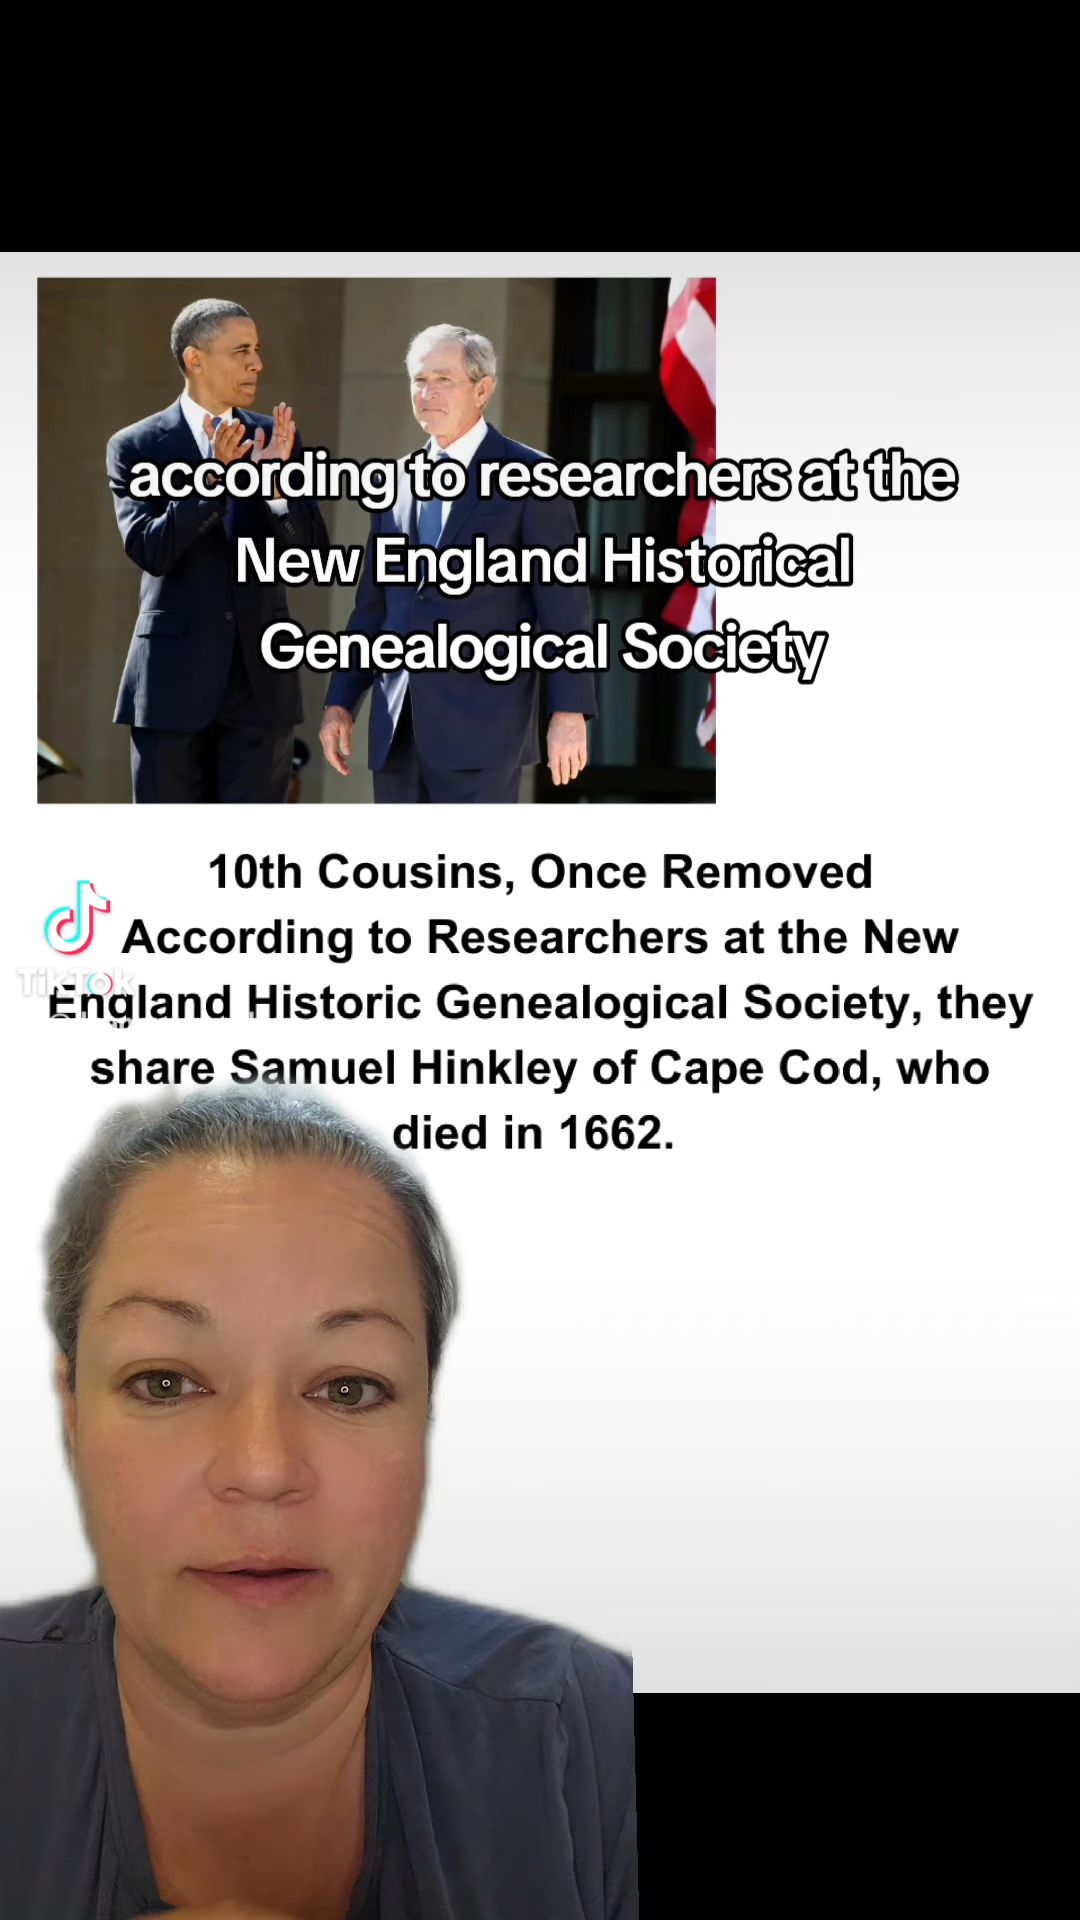 according to researchers at the
New England Historical
Genealogical Society
10th Cousins, Once Removed
According to Researchers at the New
England Historic Genealogical Society, they
share Samuel Hinkley of Cape Cod, who
died in 1662.
TikTok